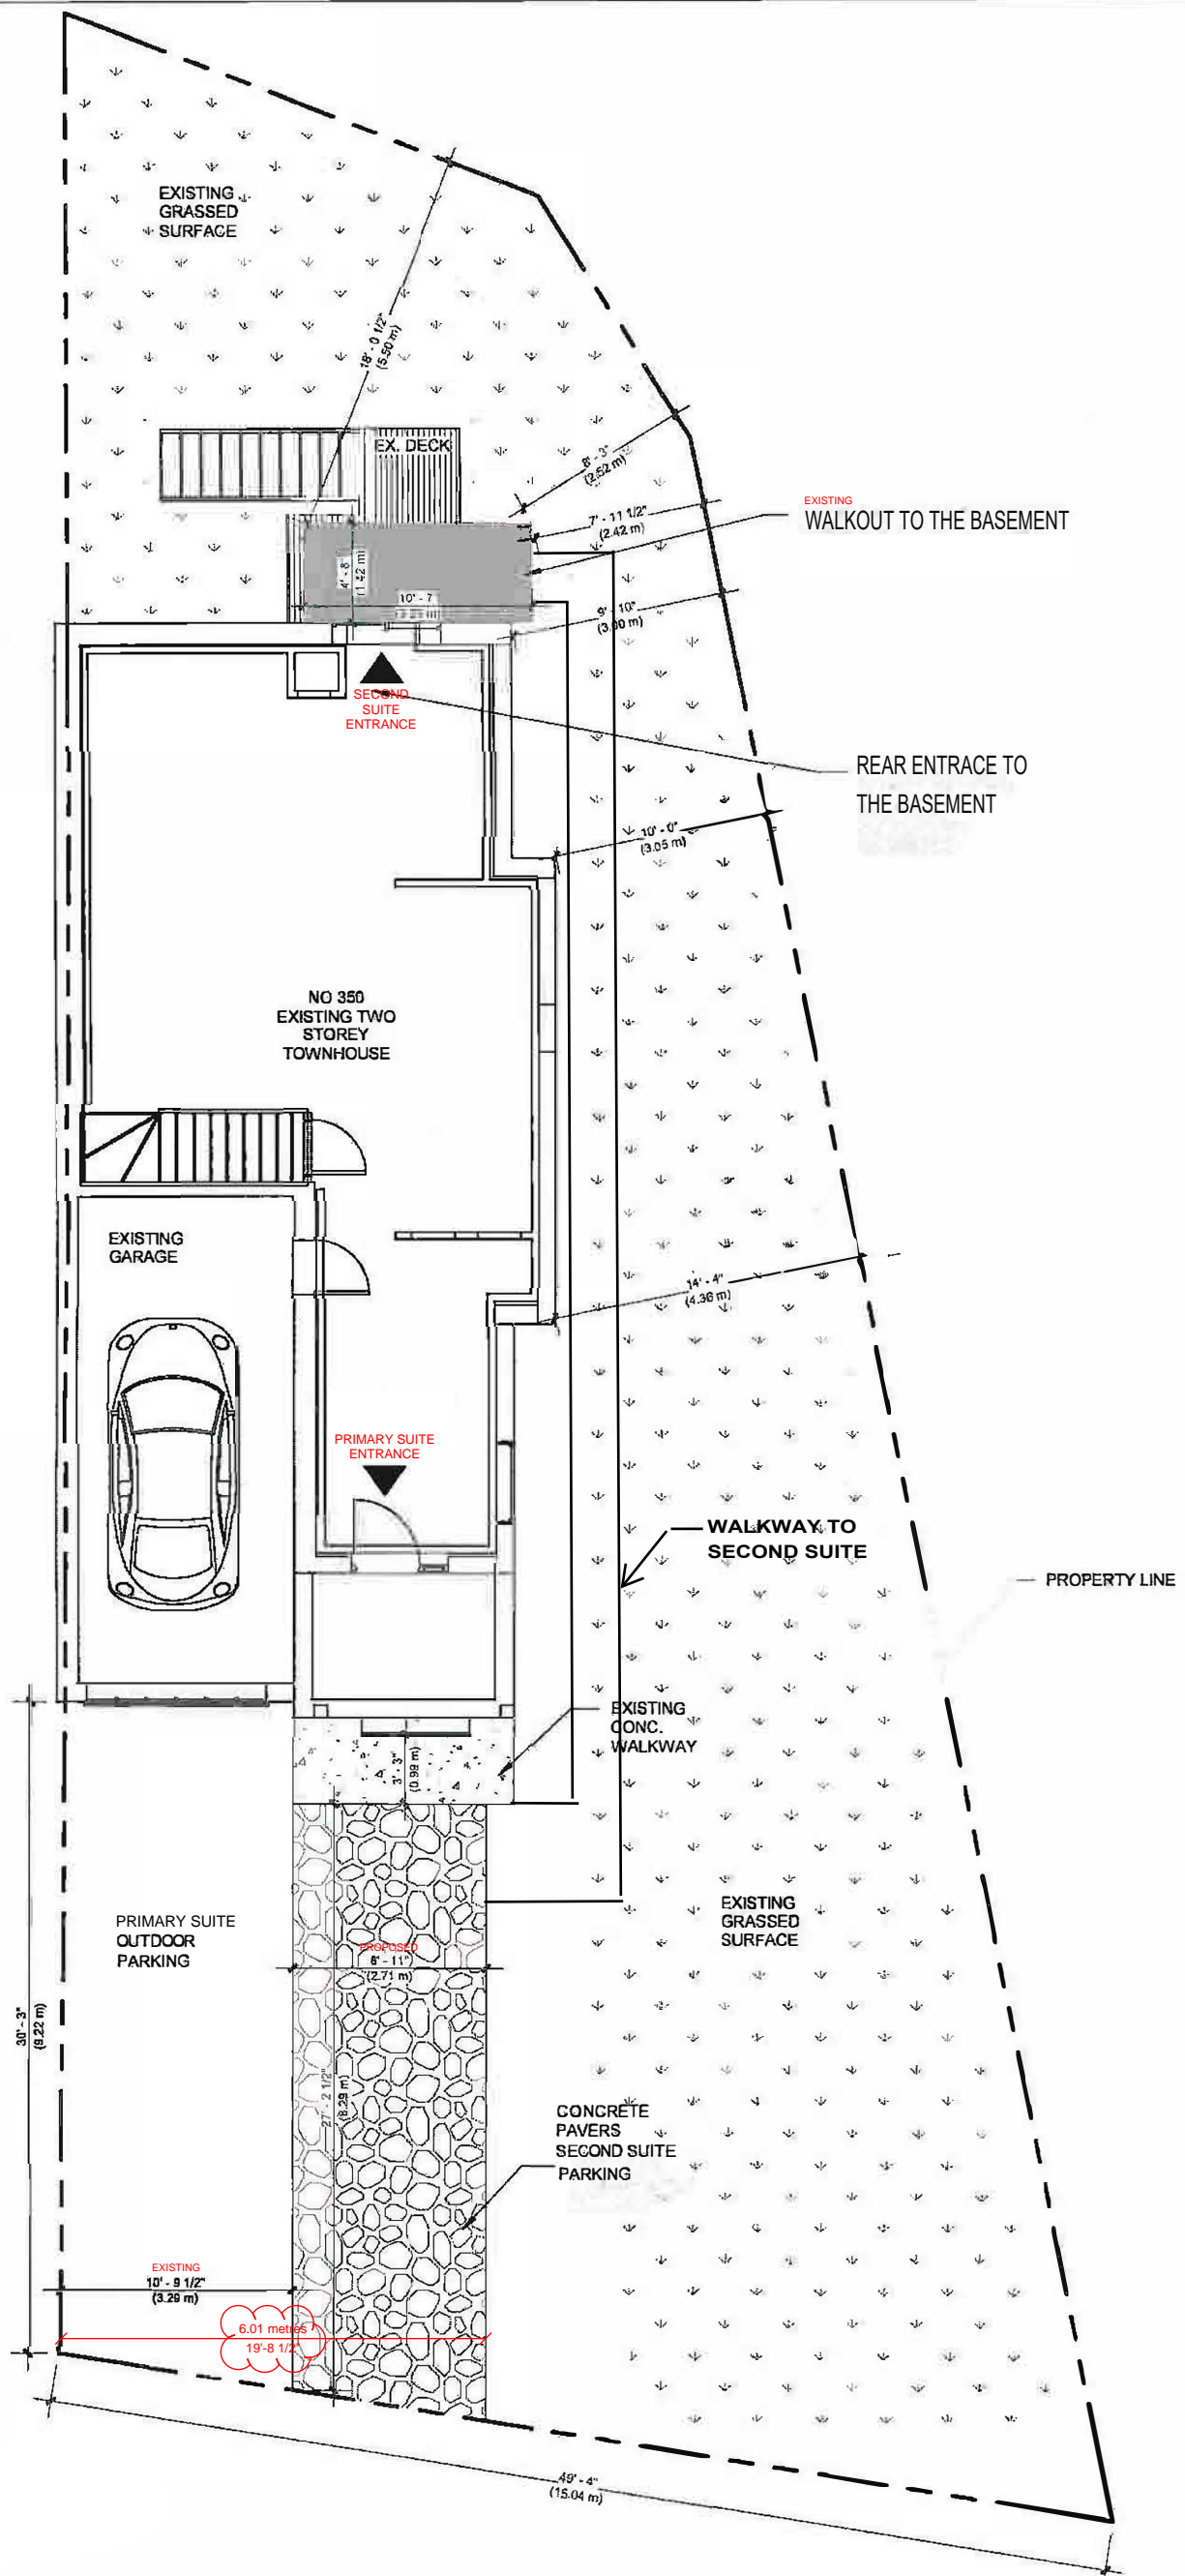 EXISTING
GRASSED
SURFACE
18' - 0 1/2"
(5.50 m)
EX. DECK
8' - 3"
(2.52 m)
7' - 11 1/2"
(2.42 m)
EXISTING
WALKOUT TO THE BASEMENT
4' - 8"
(1.42 m)
10' - 7
9' - 10"
(3.00 m)
SECOND
SUITE
ENTRANCE
REAR ENTRACE TO
THE BASEMENT
10' - 0"
(3.05 m)
NO 350
EXISTING TWO
STOREY
TOWNHOUSE
EXISTING
GARAGE
14' - 4"
(4.36 m)
PRIMARY SUITE
ENTRANCE
WALKWAY TO
SECOND SUITE
PROPERTY LINE
EXISTING
CONC.
WALKWAY
3' - 3"
(0.99 m)
PRIMARY SUITE
OUTDOOR
PARKING
EXISTING
GRASSED
SURFACE
PROPOSED
8' - 11"
(2.71 m)
30' - 3"
(9.22 m)
27' - 2 1/2"
(8.29 m)
CONCRETE
PAVERS
SECOND SUITE
PARKING
EXISTING
10' - 9 1/2"
(3.29 m)
6.01 metres
19'-8 1/2"
49' - 4"
(15.04 m)